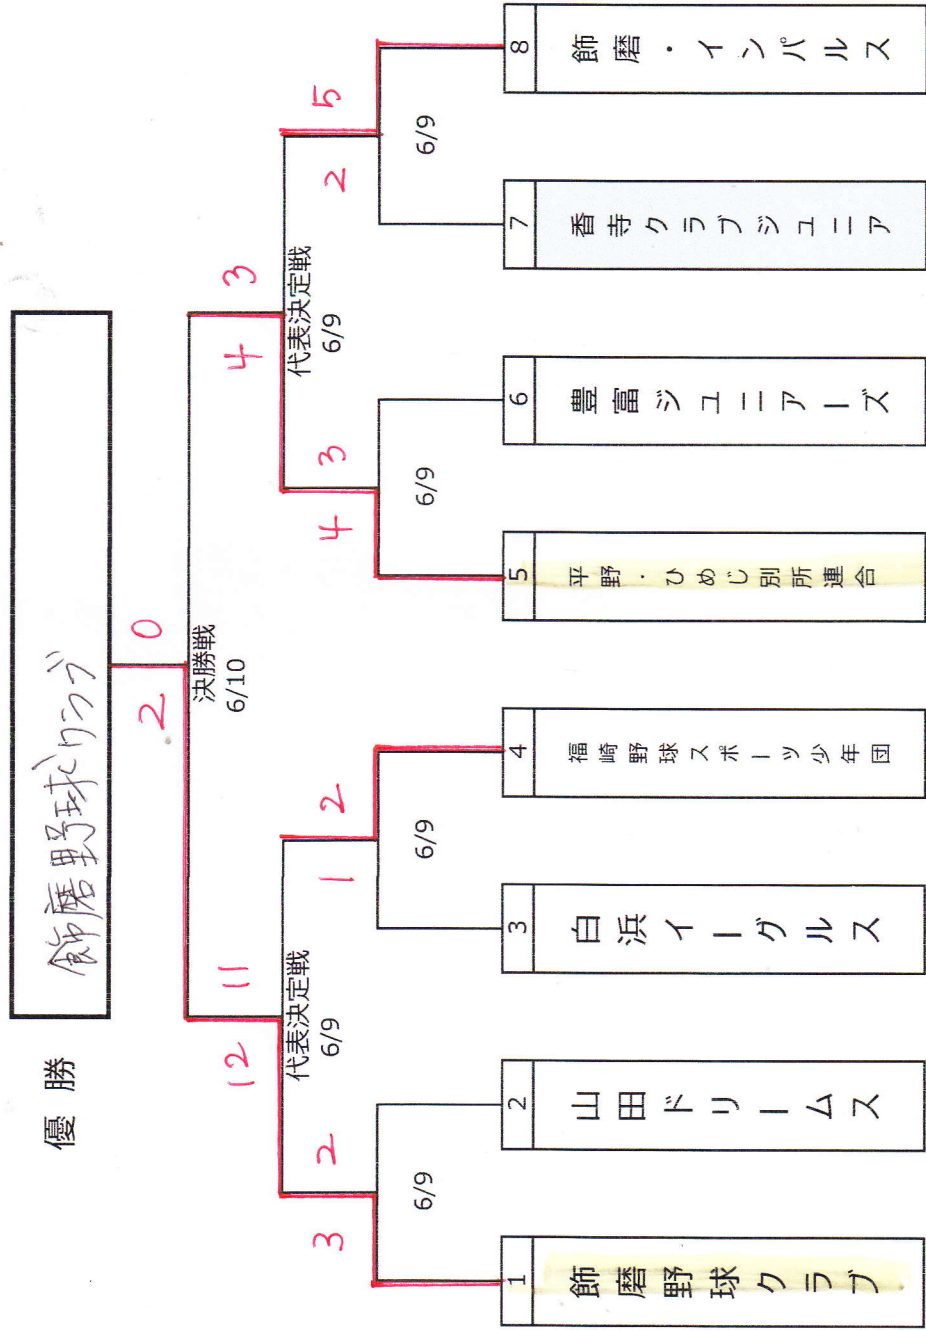 優勝
飾磨野球クラブ
2 0
決勝戦
6/10
12 11
代表決定戦
6/9
4 3
代表決定戦
6/9
3 2
6/9
1 2
6/9
4 3
6/9
2 5
6/9
1
飾磨野球クラブ
2
山田ドリームス
3
白浜イーグルス
4
福崎野球スポーツ少年団
5
平野・ひめじ別所連合
6
豊富ジュニアーズ
7
香寺クラブジュニア
8
飾磨・インパルス